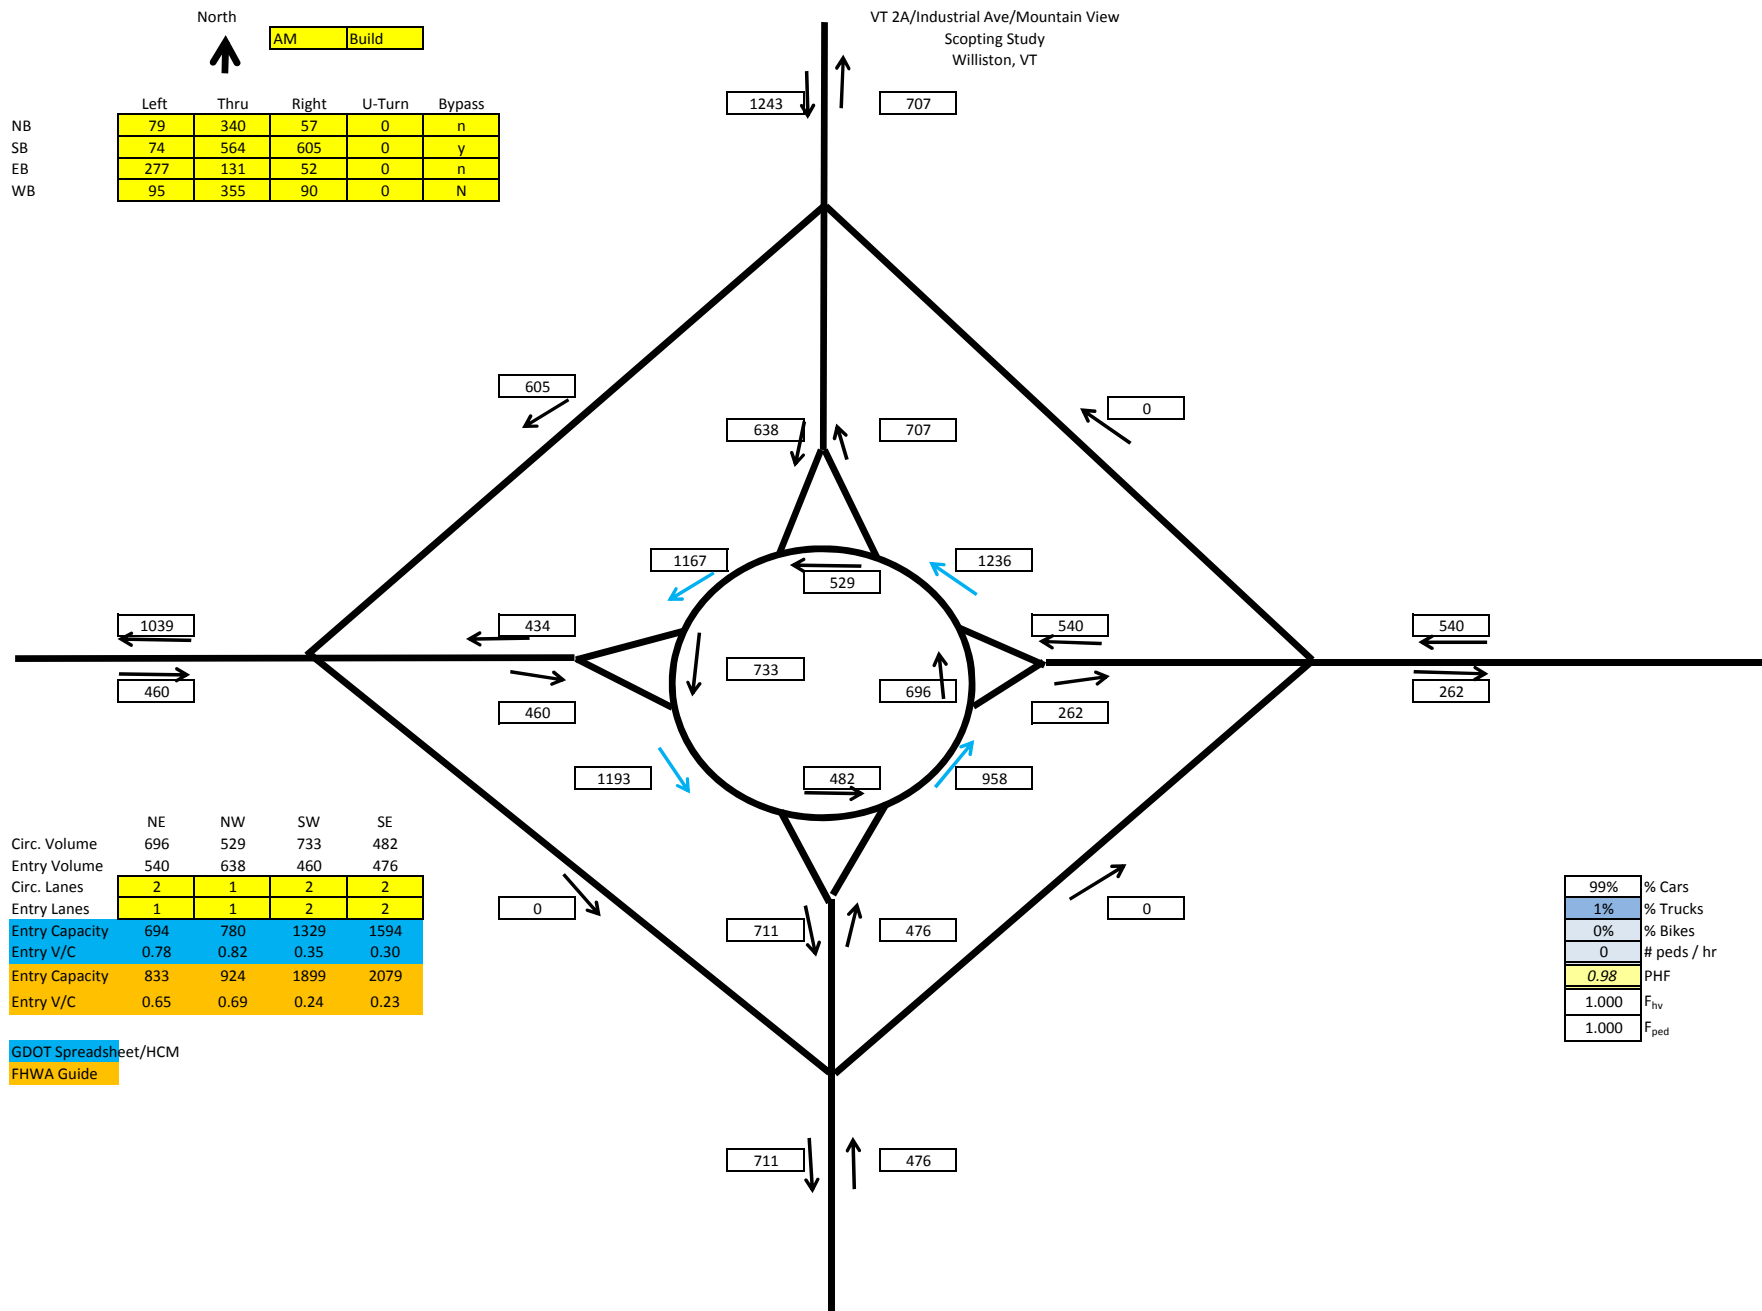 North
AM Build
VT 2A/Industrial Ave/Mountain View
Scopting Study
Williston, VT
Left Thru Right U-Turn Bypass
NB 79 340 57 0 n
SB 74 564 605 0 y
EB 277 131 52 0 n
WB 95 355 90 0 N
1243 707
605
0
638 707
1167 1236
529
1039 434 540 540
733 696
460 460 262 262
1193 482 958
NE NW SW SE
Circ. Volume 696 529 733 482
Entry Volume 540 638 460 476
Circ. Lanes 2 1 2 2
Entry Lanes 1 1 2 2
Entry Capacity 694 780 1329 1594
Entry V/C 0.78 0.82 0.35 0.30
Entry Capacity 833 924 1899 2079
Entry V/C 0.65 0.69 0.24 0.23
GDOT Spreadsheet/HCM
FHWA Guide
0 0
711 476
711 476
99% % Cars
1% % Trucks
0% % Bikes
0 # peds / hr
0.98 PHF
1.000 Fhv
1.000 Fped